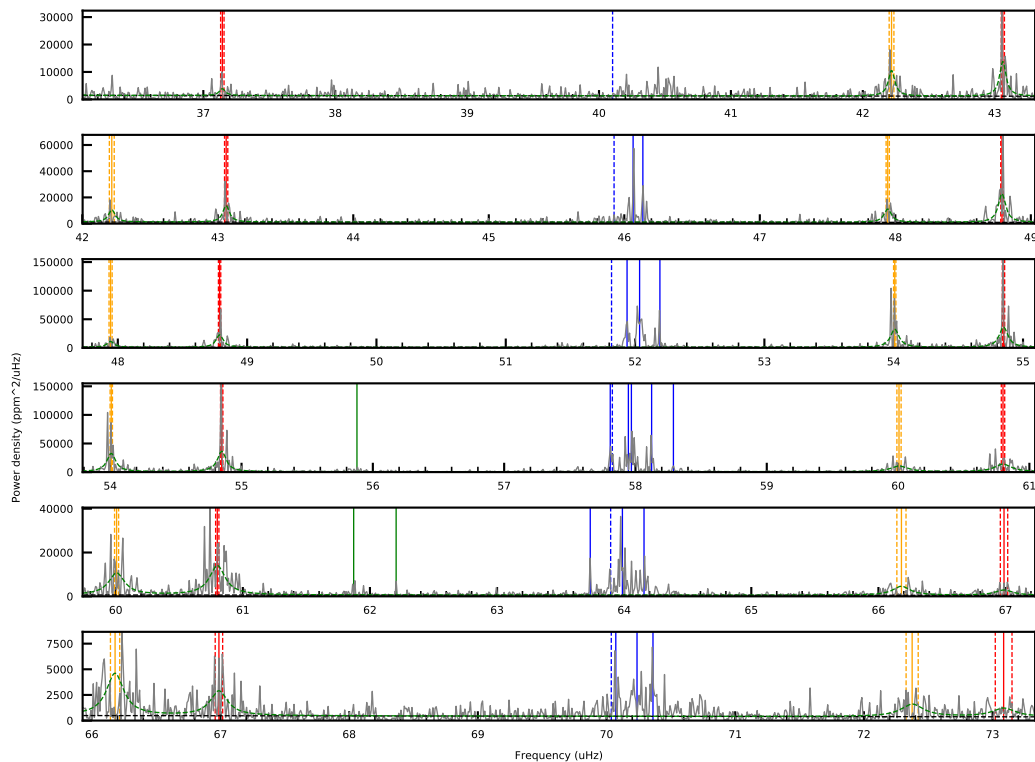 30000
20000
10000
0
37 38 39 40 41 42 43
60000
40000
20000
0
42 43 44 45 46 47 48 49
150000
100000
50000
0
48 49 50 51 52 53 54 55
Power density (ppm^2/uHz)
150000
100000
50000
0
54 55 56 57 58 59 60 61
40000
20000
0
60 61 62 63 64 65 66 67
7500
5000
2500
0
66 67 68 69 70 71 72 73
Frequency (uHz)